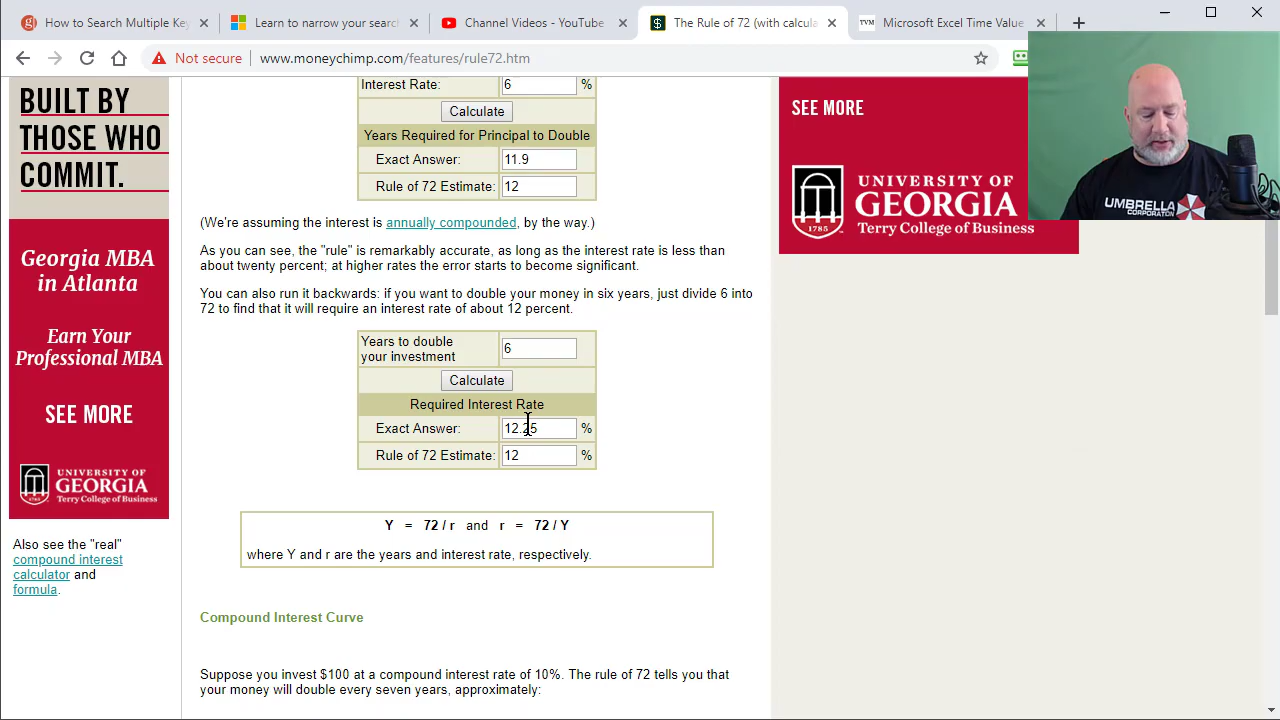 How to Search Multiple Key
Learn to narrow your sear
Channel Videos - YouTube
The Rule of 72 (with calcula
TVM
Microsoft Excel Time Value
Not secure
www.moneychimp.com/features/rule72.htm
BUILT BY
THOSE WHO
COMMIT.
Georgia MBA
in Atlanta
Earn Your
Professional MBA
SEE MORE
UNIVERSITY OF
GEORGIA
1785
Terry College of Business
Also see the "real"
compound interest
calculator and
formula.
Interest Rate: 6 %
Calculate
Years Required for Principal to Double
Exact Answer: 11.9
Rule of 72 Estimate: 12
(We're assuming the interest is annually compounded, by the way.)
As you can see, the "rule" is remarkably accurate, as long as the interest rate is less than
about twenty percent; at higher rates the error starts to become significant.
You can also run it backwards: if you want to double your money in six years, just divide 6 into
72 to find that it will require an interest rate of about 12 percent.
Years to double
your investment 6
Calculate
Required Interest Rate
Exact Answer: 12.25 %
Rule of 72 Estimate: 12 %
Y = 72 / r and r = 72 / Y
where Y and r are the years and interest rate, respectively.
Compound Interest Curve
Suppose you invest $100 at a compound interest rate of 10%. The rule of 72 tells you that
your money will double every seven years, approximately:
SEE MORE
UNIVERSITY OF
GEORGIA
1785
Terry College of Business
UMBRELLA
CORPORATION